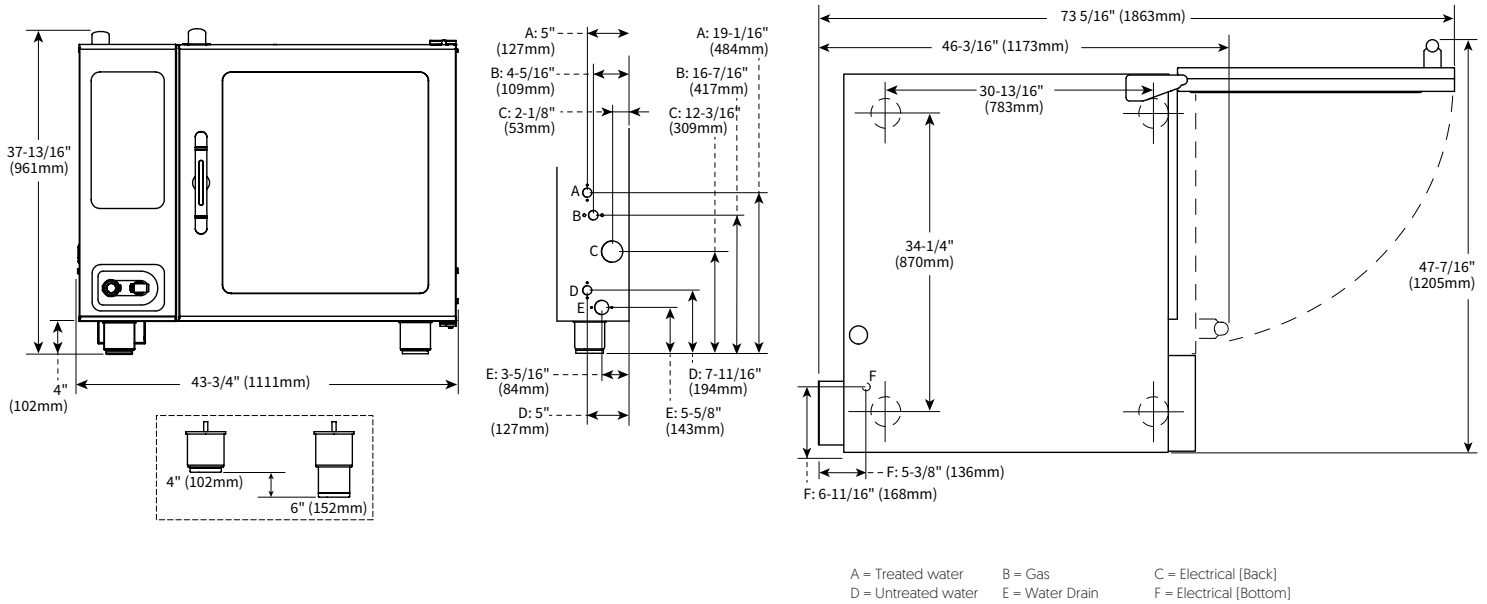 37-13/16"
(961mm)
4"
(102mm)
43-3/4" (1111mm)
4" (102mm)
6" (152mm)
A: 5"
(127mm)
B: 4-5/16"
(109mm)
C: 2-1/8"
(53mm)
A: 19-1/16"
(484mm)
B: 16-7/16"
(417mm)
C: 12-3/16"
(309mm)
A
B
C
D
E
E: 3-5/16"
(84mm)
D: 5"
(127mm)
D: 7-11/16"
(194mm)
E: 5-5/8"
(143mm)
73 5/16" (1863mm)
46-3/16" (1173mm)
30-13/16"
(783mm)
34-1/4"
(870mm)
47-7/16"
(1205mm)
F
F: 5-3/8" (136mm)
F: 6-11/16" (168mm)
A = Treated water B = Gas C = Electrical (Back)
D = Untreated water E = Water Drain F = Electrical (Bottom)